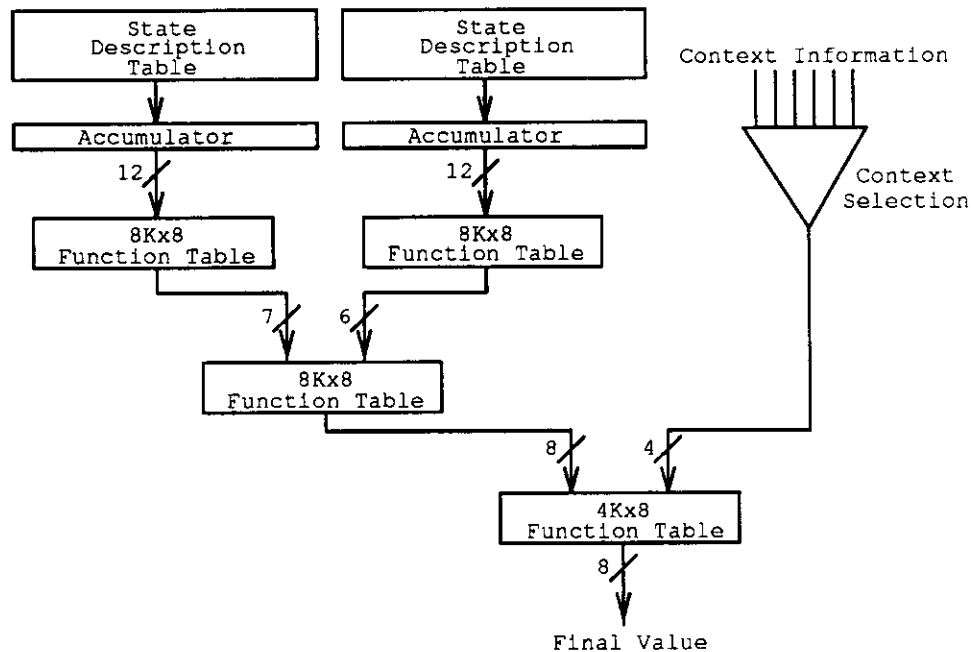 State
Description
Table
State
Description
Table
Context Information
Accumulator
Accumulator
12
12
Context
Selection
8Kx8
Function Table
8Kx8
Function Table
7
6
8Kx8
Function Table
8
4
4Kx8
Function Table
8
Final Value